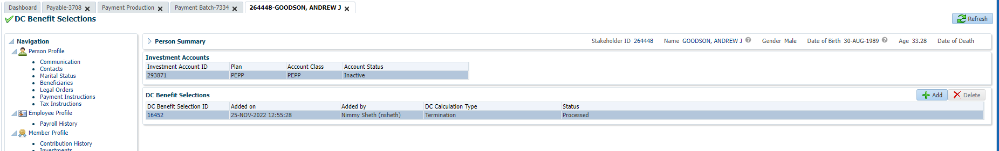 Dashboard Payable-3708 Payment Production Payment Batch-7334 264448-GOODSON, ANDREW J
DC Benefit Selections Refresh
Navigation
Person Profile
Communication
Contacts
Marital Status
Beneficiaries
Legal Orders
Payment Instructions
Tax Instructions
Employee Profile
Payroll History
Member Profile
Contribution History
Investments
Person Summary Stakeholder ID 264448 Name GOODSON, ANDREW J Gender Male Date of Birth 30-AUG-1989 Age 33.28 Date of Death
Investment Accounts
Investment Account ID Plan Account Class Account Status
293871 PEPP PEPP Inactive
DC Benefit Selections Add Delete
DC Benefit Selection ID Added on Added by DC Calculation Type Status
16452 25-NOV-2022 12:55:28 Nimmy Sheth (nsheth) Termination Processed